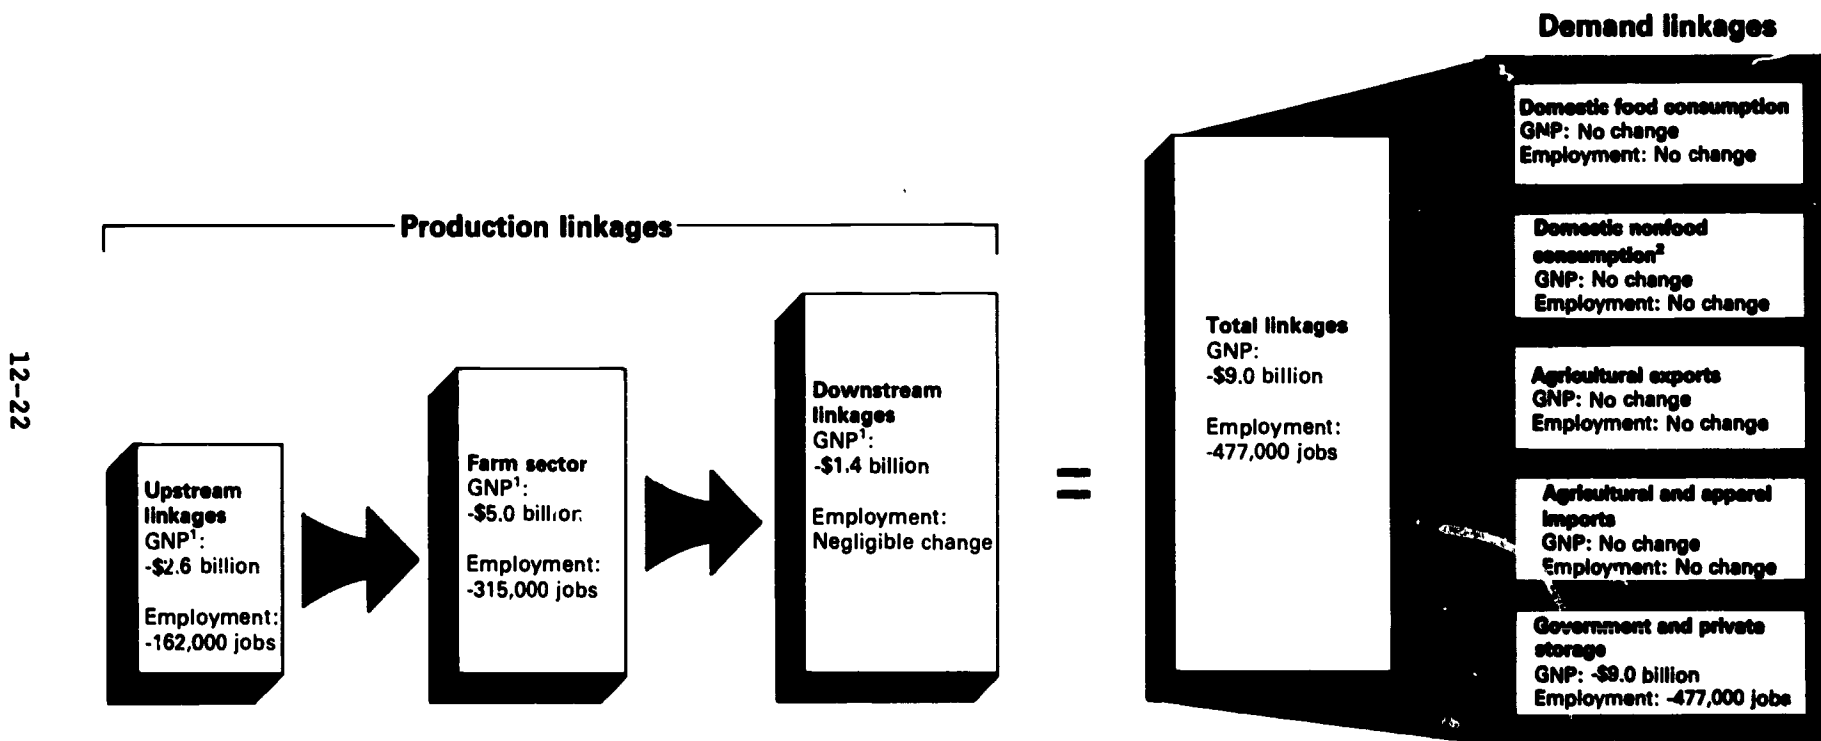 Demand linkages
Domestic food consumption
GNP: No change
Employment: No change
Domestic nonfood
consumption²
GNP: No change
Employment: No change
Agricultural exports
GNP: No change
Employment: No change
Agricultural and apparel
imports
GNP: No change
Employment: No change
Government and private
storage
GNP: -$9.0 billion
Employment: -477,000 jobs
Production linkages
Upstream
linkages
GNP¹:
-$2.6 billion
Employment:
-162,000 jobs
Farm sector
GNP¹:
-$5.0 billion
Employment:
-315,000 jobs
Downstream
linkages
GNP¹:
-$1.4 billion
Employment:
Negligible change
=
Total linkages
GNP:
-$9.0 billion
Employment:
-477,000 jobs
12-22